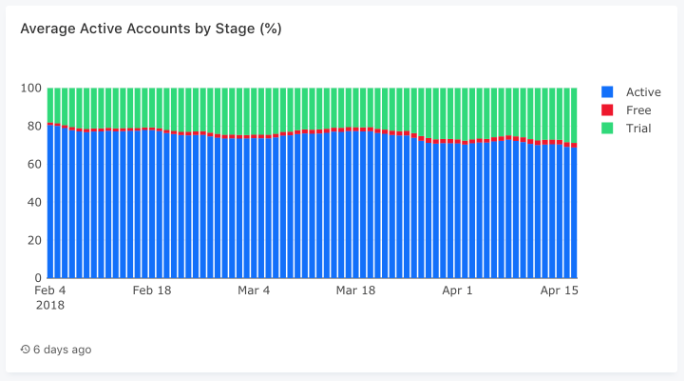 Average Active Accounts by Stage (%)
100
80
60
40
20
0
Feb 4
2018
Feb 18
Mar 4
Mar 18
Apr 1
Apr 15
Active
Free
Trial
6 days ago